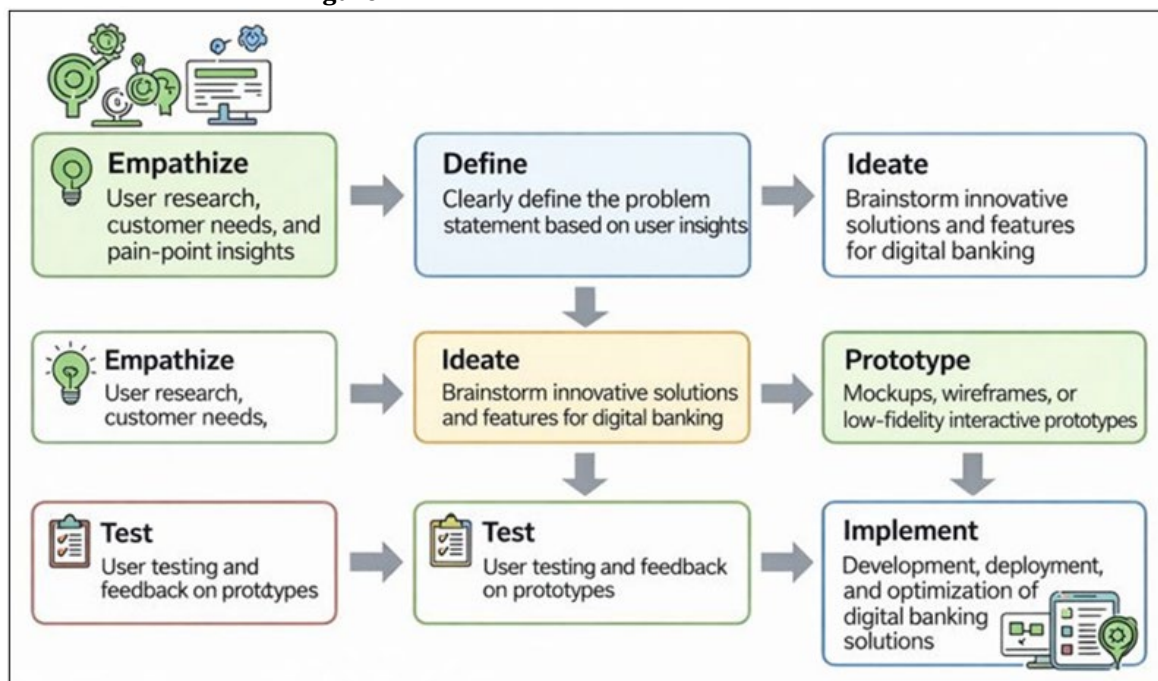 Empathize
User research,
customer needs, and
pain-point insights
Define
Clearly define the problem
statement based on user insights
Ideate
Brainstorm innovative
solutions and features
for digital banking
Empathize
User research,
customer needs,
Ideate
Brainstorm innovative solutions
and features for digital banking
Prototype
Mockups, wireframes, or
low-fidelity interactive prototypes
Test
User testing and
feedback on
Test
User testing and feedback
on prototypes
Implement
Development, deployment,
and optimization of
digital banking
solutions